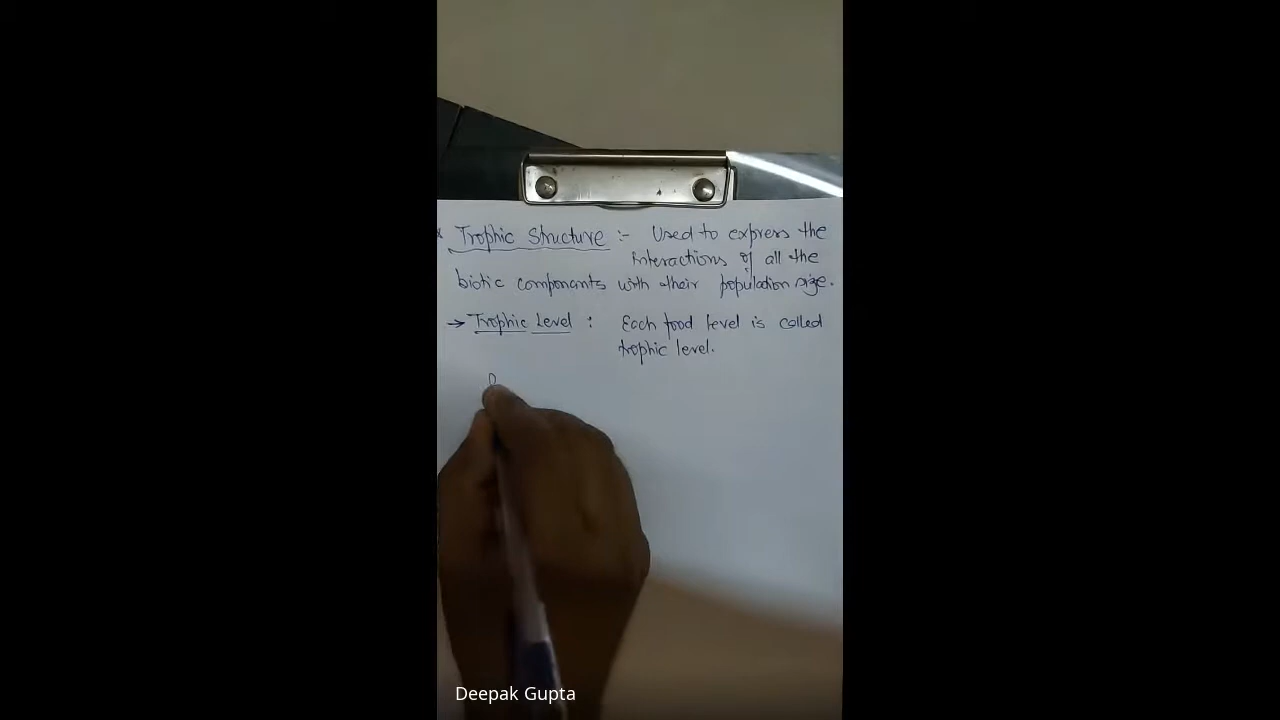 * Trophic Structure :- Used to express the
interactions of all the
biotic componants with their population size.
→ Trophic Level : Each food level is called
trophic level.
Deepak Gupta